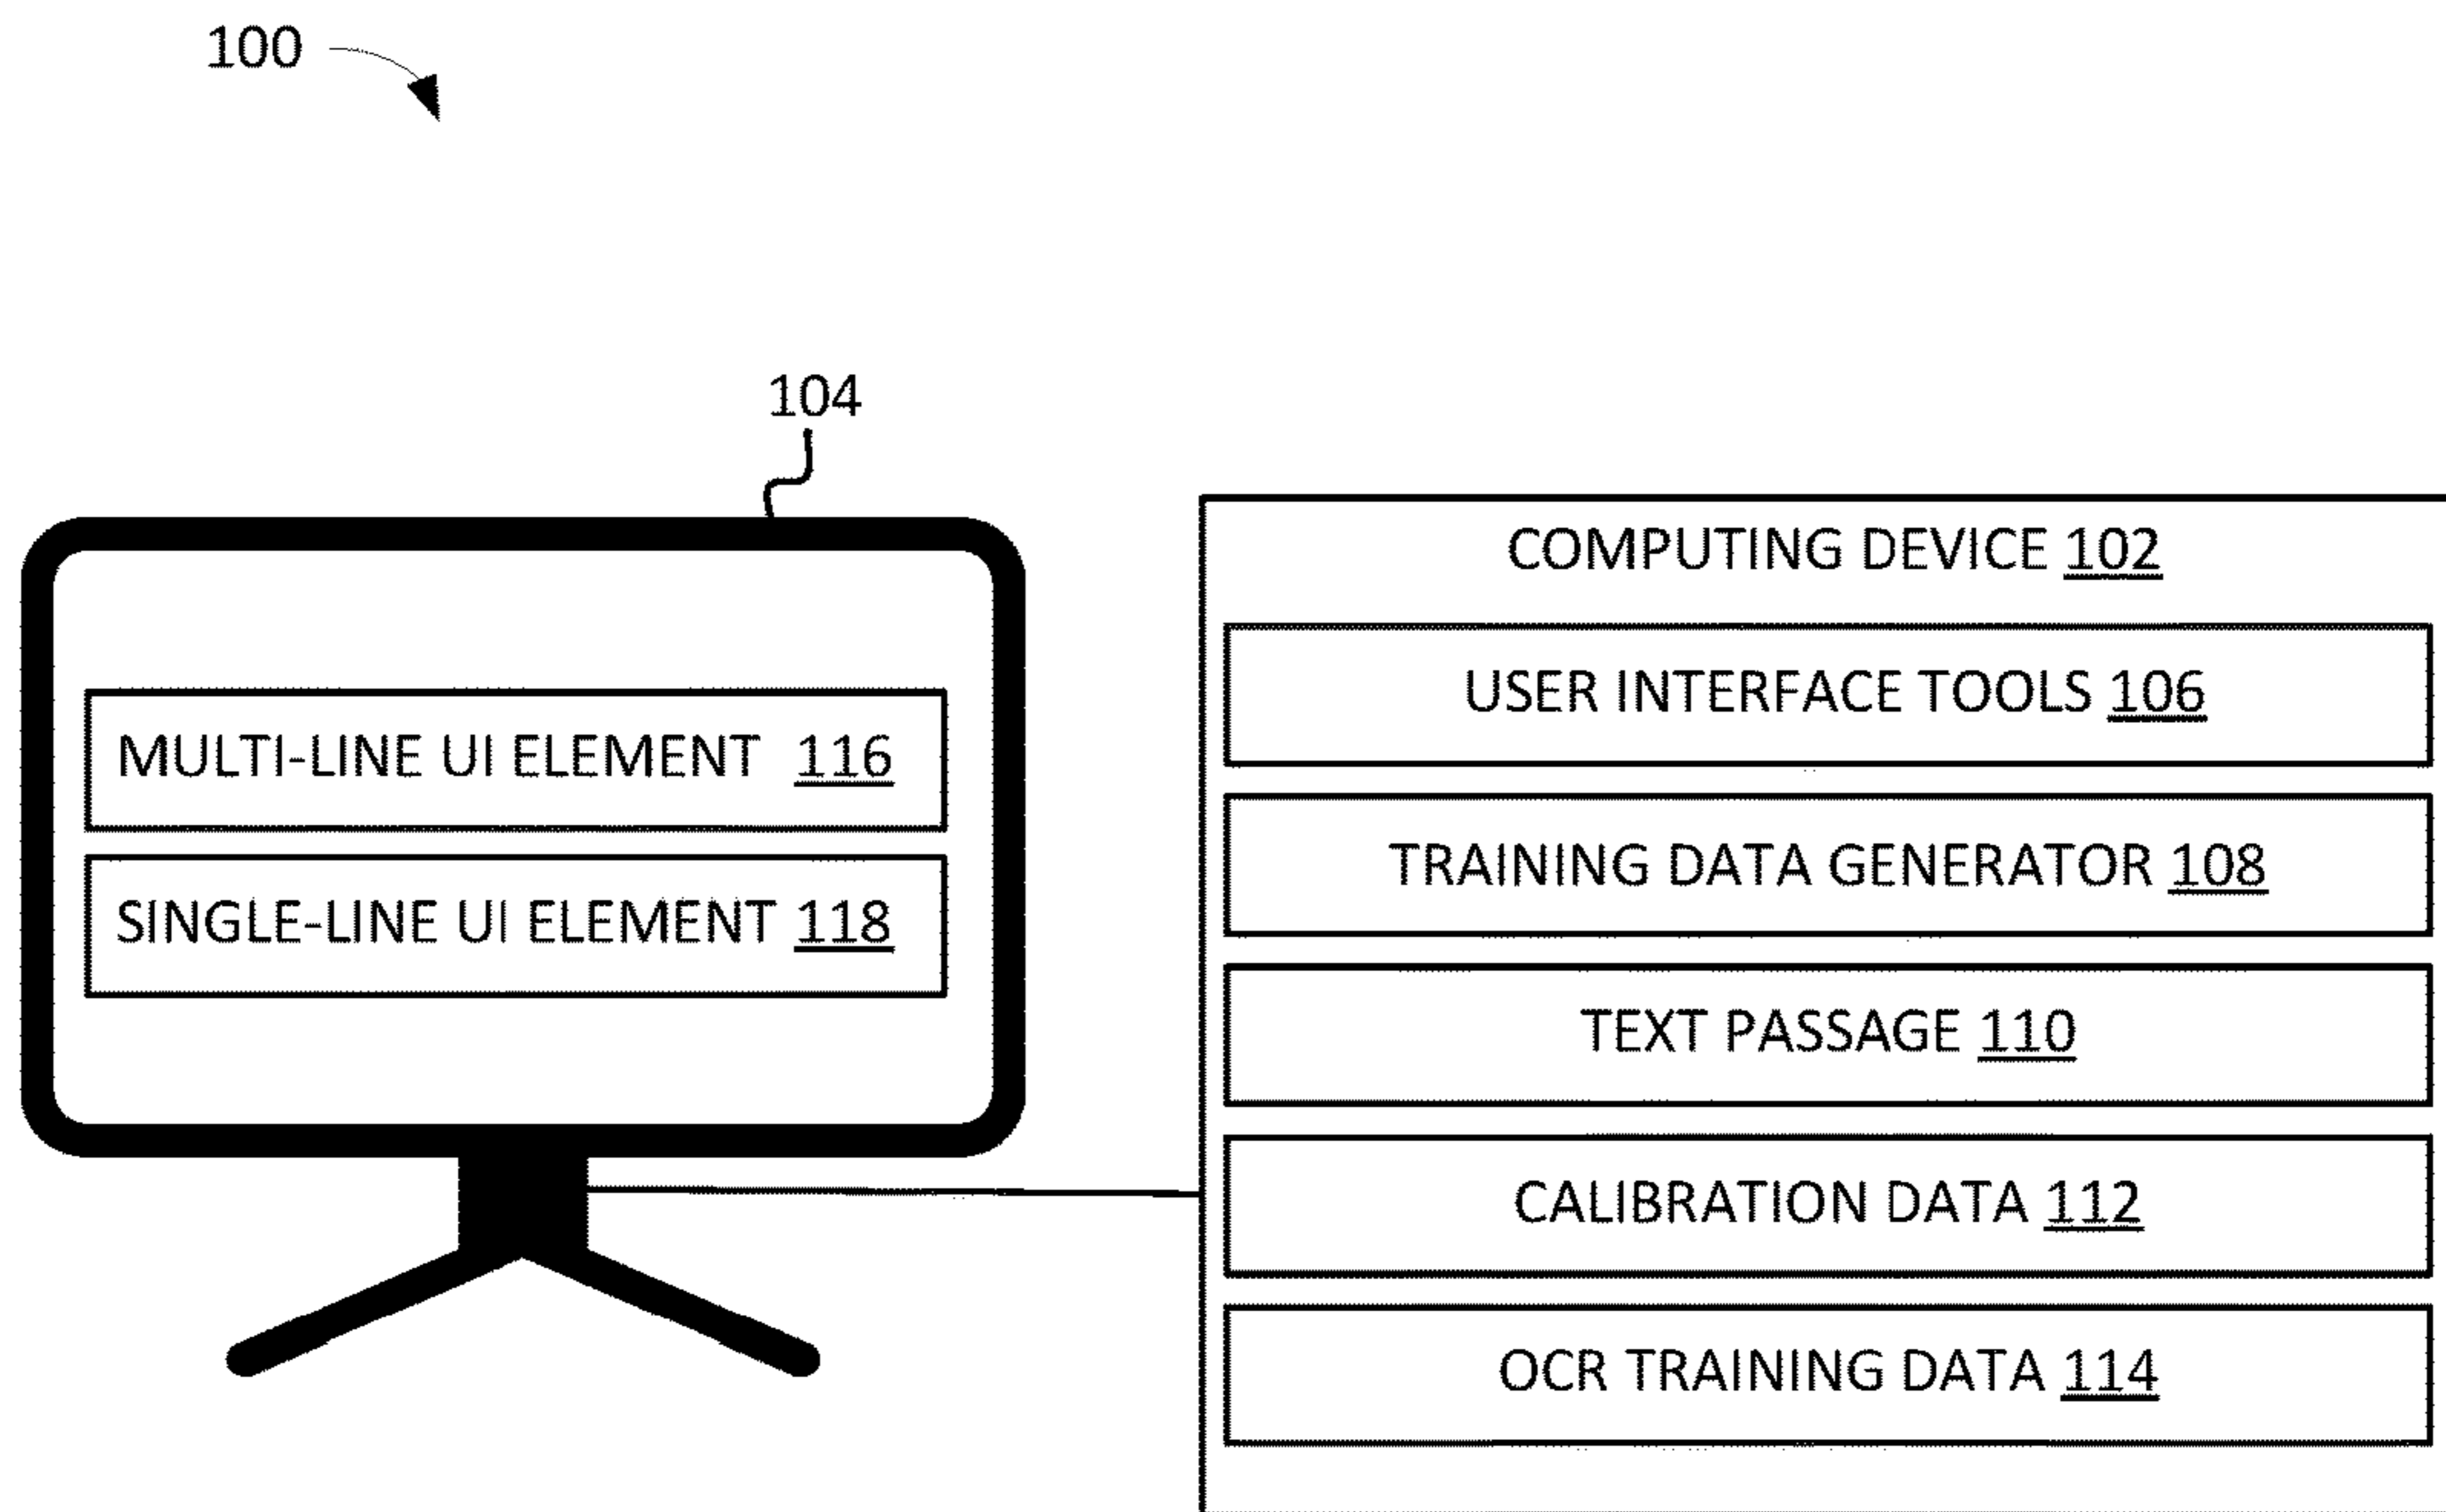 100
104
MULTI-LINE UI ELEMENT 116
SINGLE-LINE UI ELEMENT 118
COMPUTING DEVICE 102
USER INTERFACE TOOLS 106
TRAINING DATA GENERATOR 108
TEXT PASSAGE 110
CALIBRATION DATA 112
OCR TRAINING DATA 114